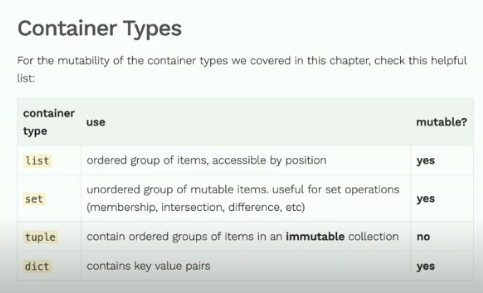 Container Types
For the mutability of the container types we covered in this chapter, check this helpful
list:
container type use mutable?
list ordered group of items, accessible by position yes
set unordered group of mutable items. useful for set operations (membership, intersection, difference, etc) yes
tuple contain ordered groups of items in an immutable collection no
dict contains key value pairs yes